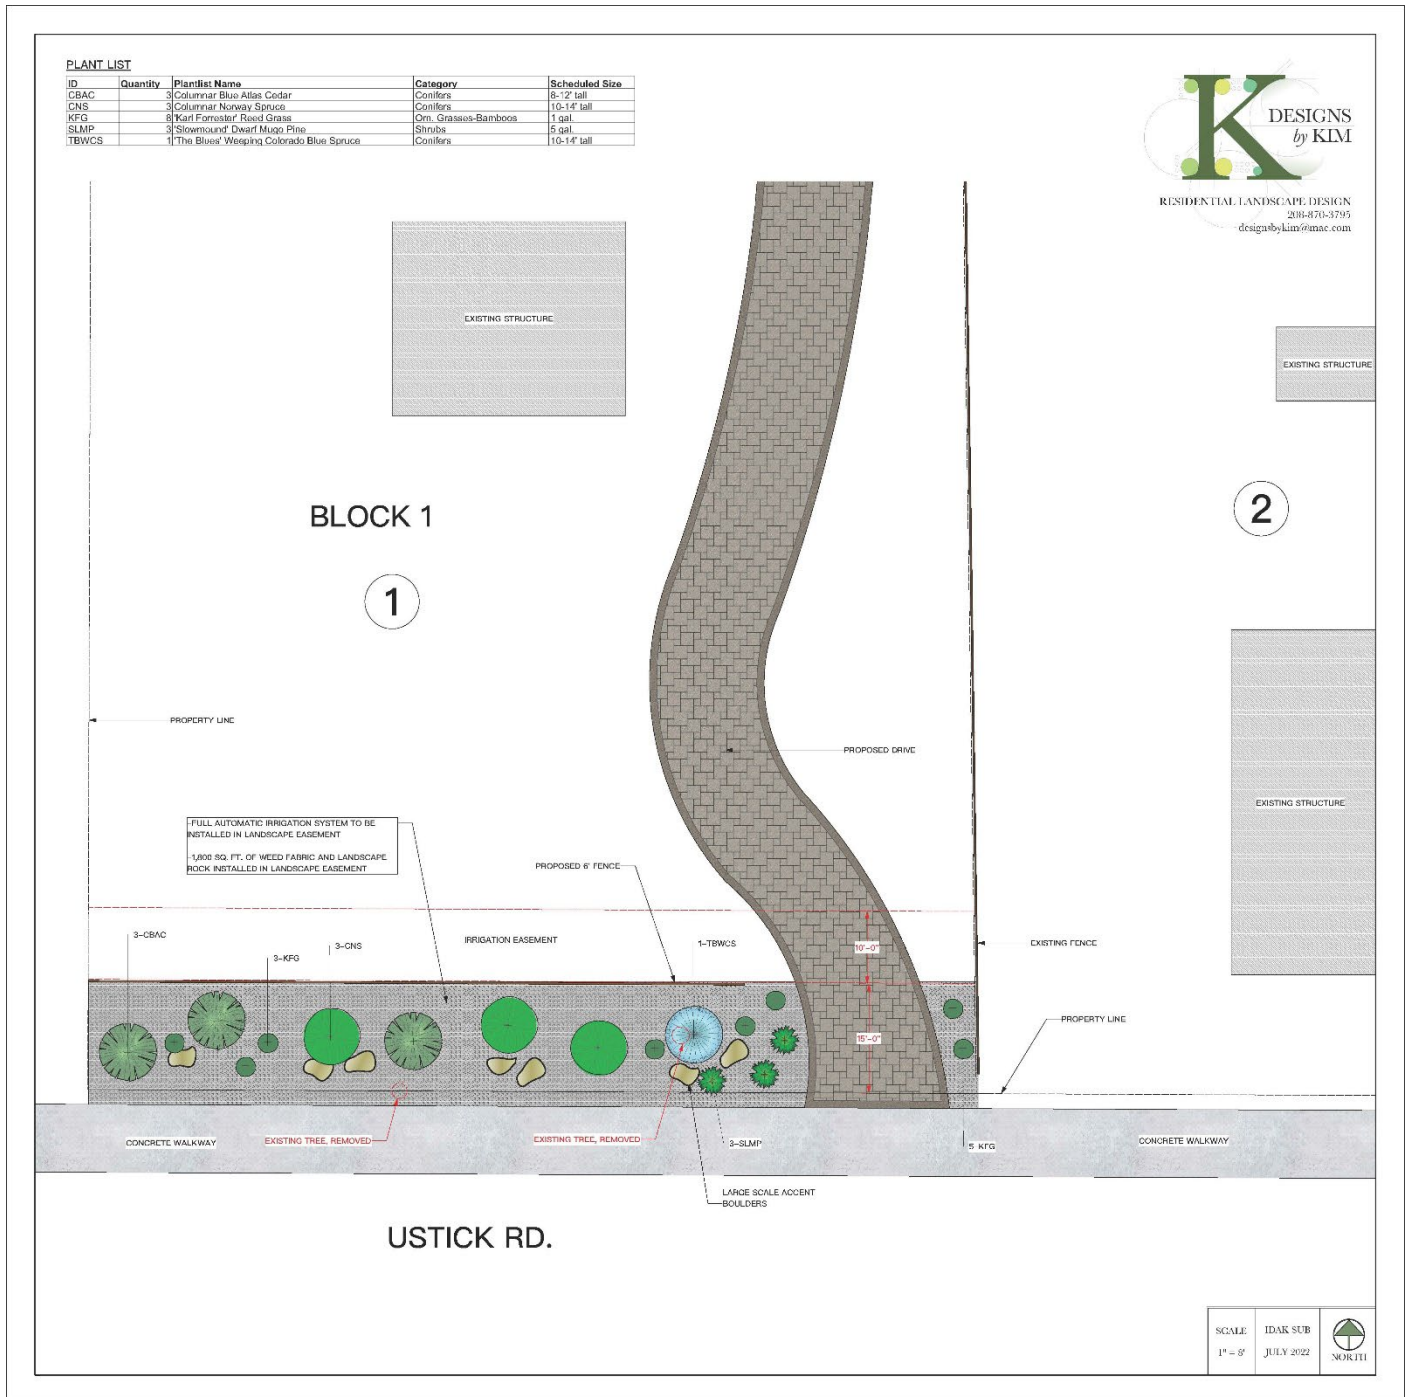 PLANT LIST
ID Quantity Plantlist Name Category Scheduled Size
CBAC 3 Columnar Blue Atlas Cedar Conifers 8-12' tall
CNS 3 Columnar Norway Spruce Conifers 10-14' tall
KFG 8 'Karl Forrester' Reed Grass Orn. Grasses-Bamboos 1 gal.
SLMP 3 'Slowmound' Dwarf Mugo Pine Shrubs 5 gal.
TBWCS 1 'The Blues' Weeping Colorado Blue Spruce Conifers 10-14' tall
K DESIGNS
by KIM
RESIDENTIAL LANDSCAPE DESIGN
208-870-3795
designsbykim@mac.com
EXISTING STRUCTURE
EXISTING STRUCTURE
BLOCK 1
2
1
PROPERTY LINE
PROPOSED DRIVE
EXISTING STRUCTURE
-FULL AUTOMATIC IRRIGATION SYSTEM TO BE
INSTALLED IN LANDSCAPE EASEMENT
-1,800 SQ. FT. OF WEED FABRIC AND LANDSCAPE
ROCK INSTALLED IN LANDSCAPE EASEMENT
PROPOSED 6' FENCE
3-CBAC
3-CNS
3-KFG
IRRIGATION EASEMENT
1-TBWCS
10'-0"
EXISTING FENCE
15'-0"
PROPERTY LINE
CONCRETE WALKWAY
EXISTING TREE, REMOVED
EXISTING TREE, REMOVED
3-SLMP
5-KFG
CONCRETE WALKWAY
LARGE SCALE ACCENT
BOULDERS
USTICK RD.
SCALE
1" = 8'
IDAK SUB
JULY 2022
NORTH